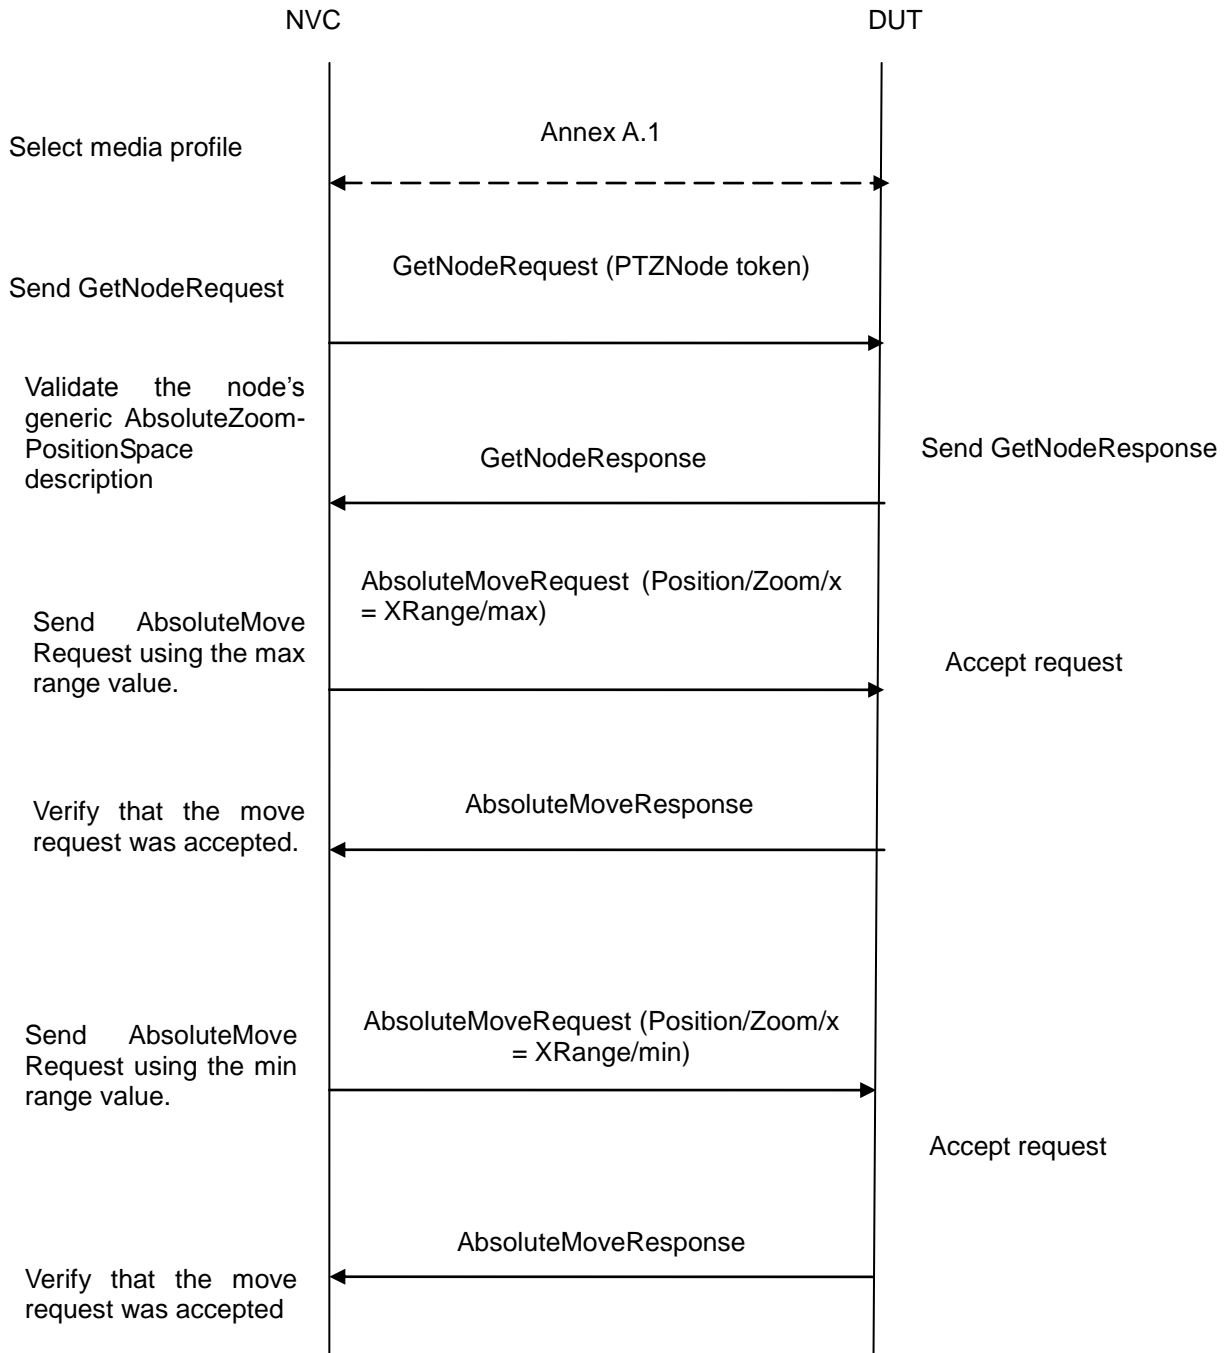 NVC
DUT
Annex A.1
Select media profile
GetNodeRequest (PTZNode token)
Send GetNodeRequest
Validate the node’s
generic AbsoluteZoom-
PositionSpace
description
GetNodeResponse
Send GetNodeResponse
AbsoluteMoveRequest (Position/Zoom/x
= XRange/max)
Send AbsoluteMove
Request using the max
range value.
Accept request
AbsoluteMoveResponse
Verify that the move
request was accepted.
AbsoluteMoveRequest (Position/Zoom/x
= XRange/min)
Send AbsoluteMove
Request using the min
range value.
Accept request
AbsoluteMoveResponse
Verify that the move
request was accepted